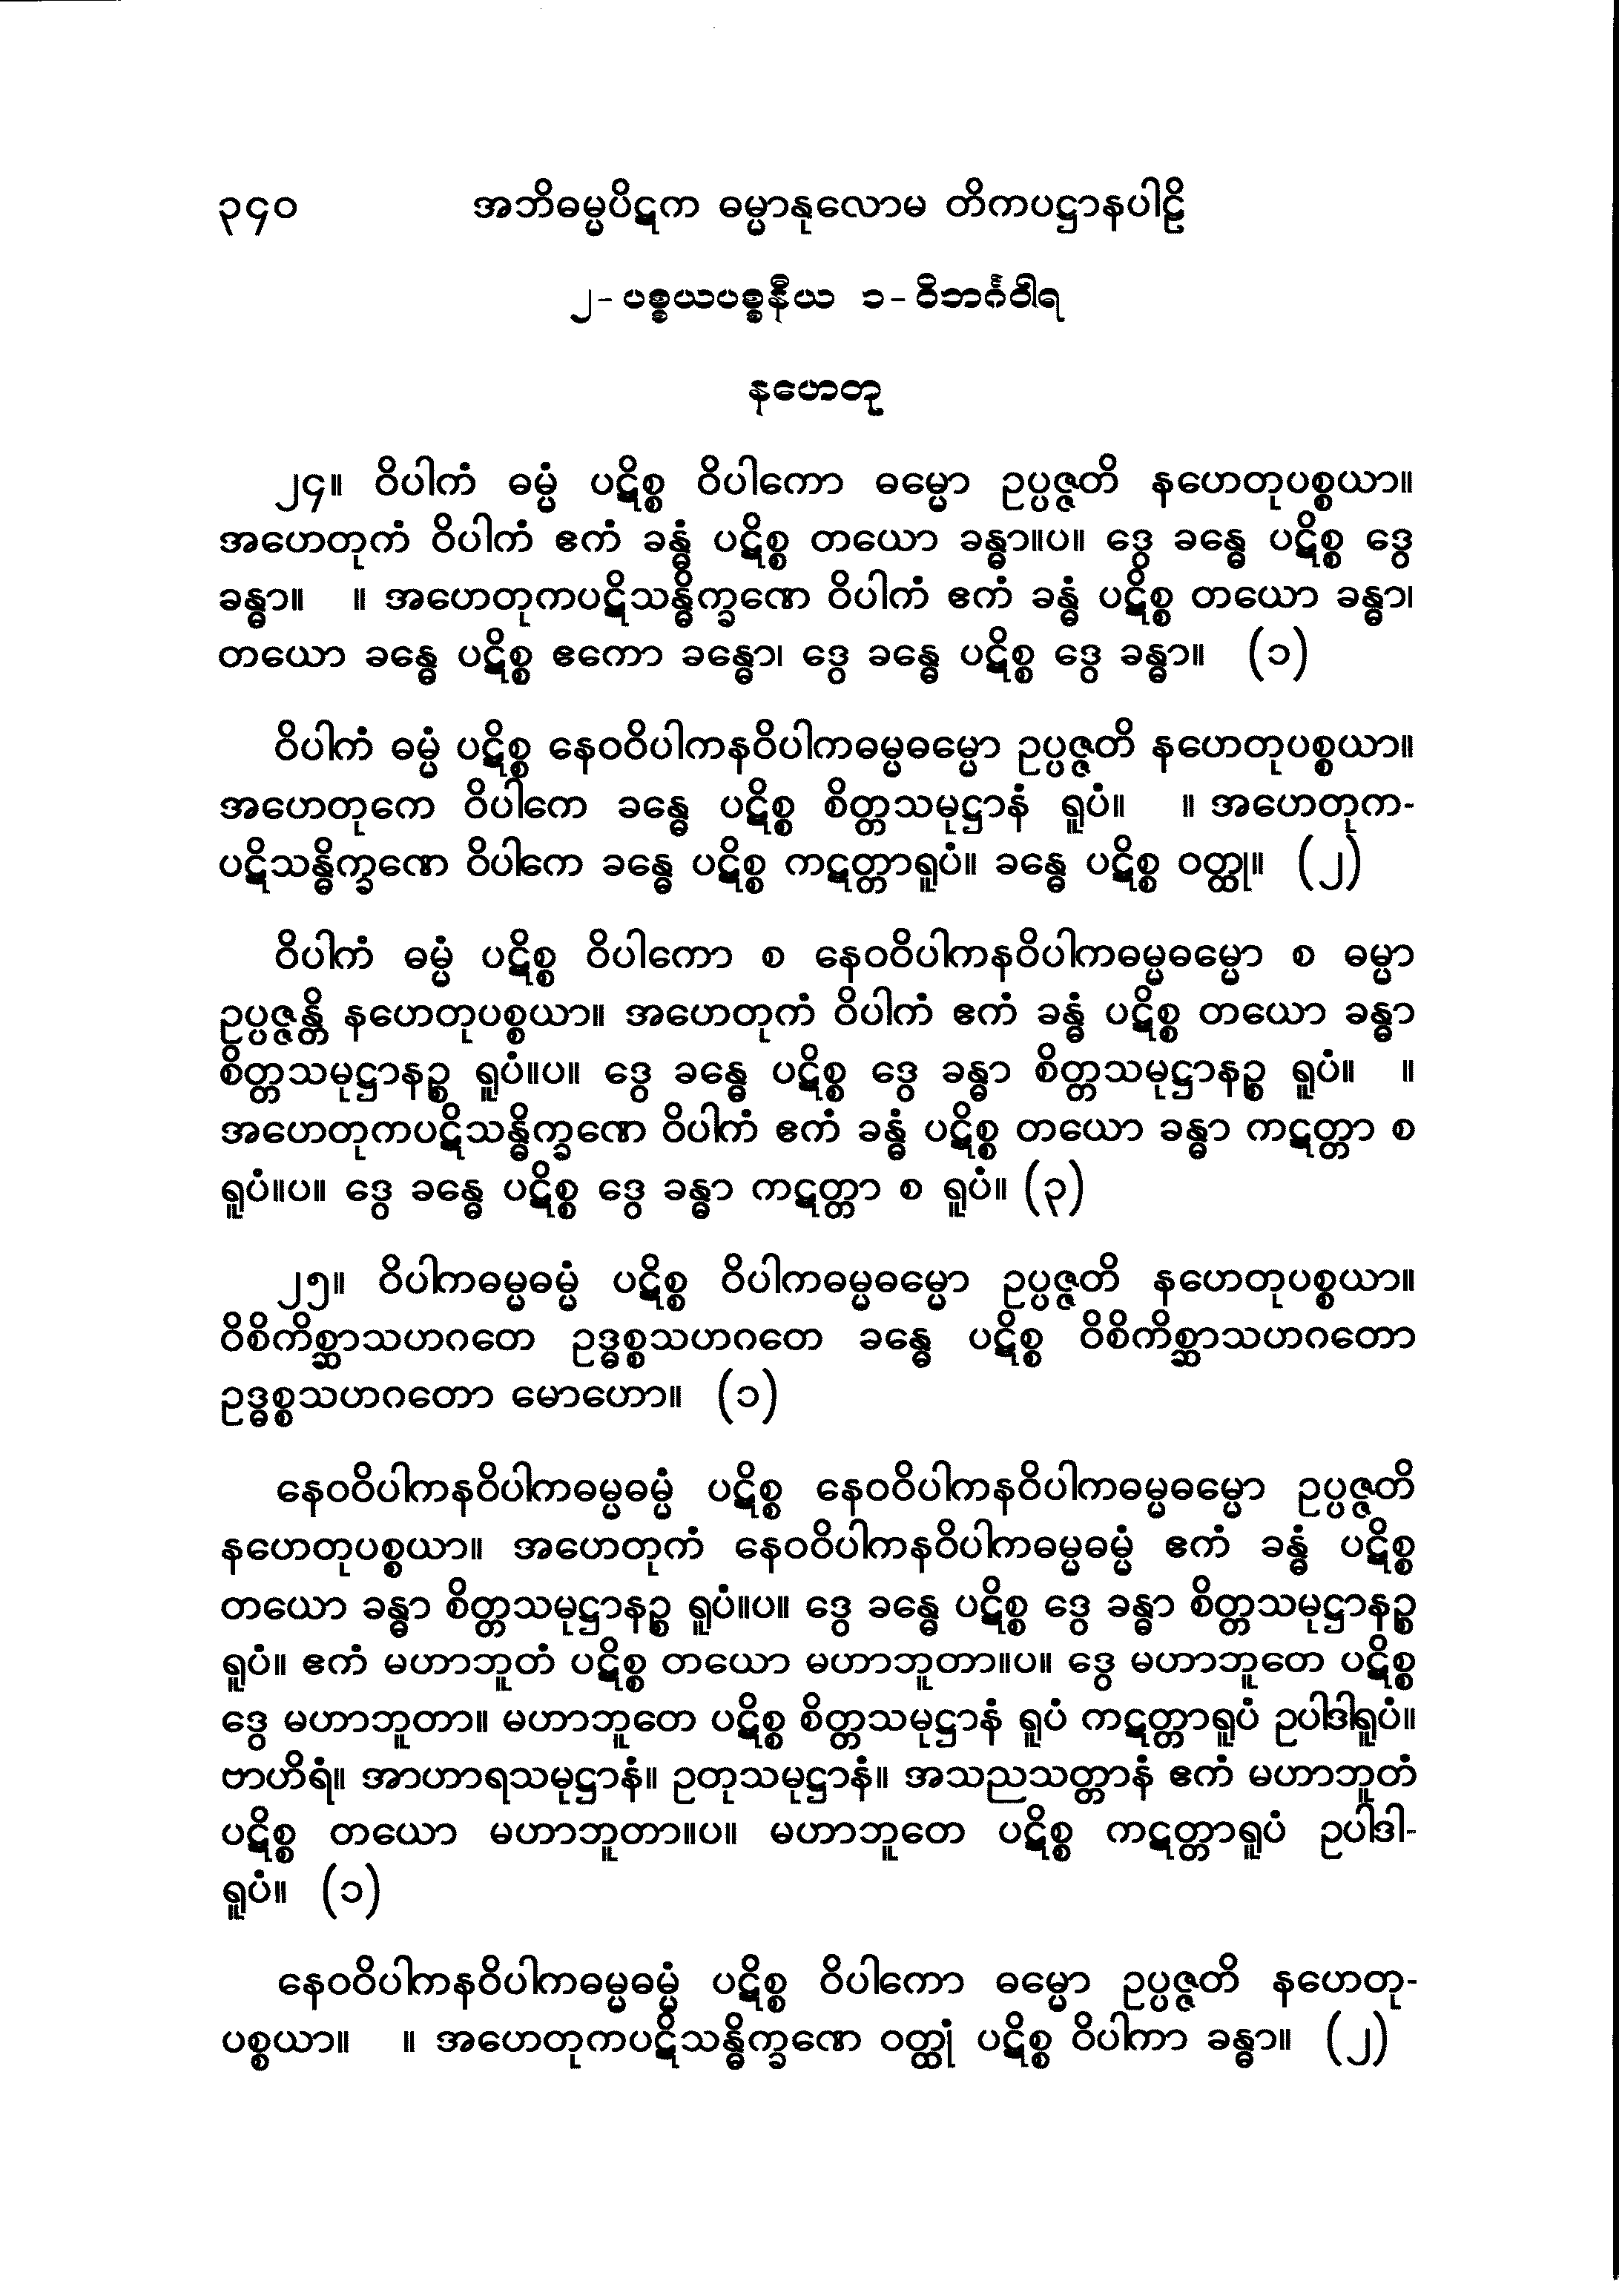 ၃၄၀ အဘိဓမ္မပိဋက ဓမ္မာနုလောမ တိကပဋ္ဌာနပါဠိ
၂-ပစ္စယပစ္စနီယ ၁-ဝိဘင်္ဂဝါရ
နဟေတု
၂၄။ ဝိပါကံ ဓမ္မံ ပဋိစ္စ ဝိပါကော ဓမ္မော ဥပ္ပဇ္ဇတိ နဟေတုပစ္စယာ။
အဟေတုကံ ဝိပါကံ ဧကံ ခန္ဓံ ပဋိစ္စ တယော ခန္ဓာ။ပ။ ဒွေ ခန္ဓေ ပဋိစ္စ ဒွေ
ခန္ဓာ။ ။ အဟေတုကပဋိသန္ဓိက္ခဏေ ဝိပါကံ ဧကံ ခန္ဓံ ပဋိစ္စ တယော ခန္ဓာ၊
တယော ခန္ဓေ ပဋိစ္စ ဧကော ခန္ဓော၊ ဒွေ ခန္ဓေ ပဋိစ္စ ဒွေ ခန္ဓာ။ (၁)
ဝိပါကံ ဓမ္မံ ပဋိစ္စ နေဝဝိပါကနဝိပါကဓမ္မဓမ္မော ဥပ္ပဇ္ဇတိ နဟေတုပစ္စယာ။
အဟေတုကေ ဝိပါကေ ခန္ဓေ ပဋိစ္စ စိတ္တသမုဋ္ဌာနံ ရူပံ။ ။ အဟေတုက-
ပဋိသန္ဓိက္ခဏေ ဝိပါကေ ခန္ဓေ ပဋိစ္စ ကဋတ္တာရူပံ။ ခန္ဓေ ပဋိစ္စ ဝတ္ထု။ (၂)
ဝိပါကံ ဓမ္မံ ပဋိစ္စ ဝိပါကော စ နေဝဝိပါကနဝိပါကဓမ္မဓမ္မော စ ဓမ္မာ
ဥပ္ပဇ္ဇန္တိ နဟေတုပစ္စယာ။ အဟေတုကံ ဝိပါကံ ဧကံ ခန္ဓံ ပဋိစ္စ တယော ခန္ဓာ
စိတ္တသမုဋ္ဌာနဉ္စ ရူပံ။ပ။ ဒွေ ခန္ဓေ ပဋိစ္စ ဒွေ ခန္ဓာ စိတ္တသမုဋ္ဌာနဉ္စ ရူပံ။ ။
အဟေတုကပဋိသန္ဓိက္ခဏေ ဝိပါကံ ဧကံ ခန္ဓံ ပဋိစ္စ တယော ခန္ဓာ ကဋတ္တာ စ
ရူပံ။ပ။ ဒွေ ခန္ဓေ ပဋိစ္စ ဒွေ ခန္ဓာ ကဋတ္တာ စ ရူပံ။ (၃)
၂၅။ ဝိပါကဓမ္မဓမ္မံ ပဋိစ္စ ဝိပါကဓမ္မဓမ္မော ဥပ္ပဇ္ဇတိ နဟေတုပစ္စယာ။
ဝိစိကိစ္ဆာသဟဂတေ ဥဒ္ဓစ္စသဟဂတေ ခန္ဓေ ပဋိစ္စ ဝိစိကိစ္ဆာသဟဂတော
ဥဒ္ဓစ္စသဟဂတော မောဟော။ (၁)
နေဝဝိပါကနဝိပါကဓမ္မဓမ္မံ ပဋိစ္စ နေဝဝိပါကနဝိပါကဓမ္မဓမ္မော ဥပ္ပဇ္ဇတိ
နဟေတုပစ္စယာ။ အဟေတုကံ နေဝဝိပါကနဝိပါကဓမ္မဓမ္မံ ဧကံ ခန္ဓံ ပဋိစ္စ
တယော ခန္ဓာ စိတ္တသမုဋ္ဌာနဉ္စ ရူပံ။ပ။ ဒွေ ခန္ဓေ ပဋိစ္စ ဒွေ ခန္ဓာ စိတ္တသမုဋ္ဌာနဉ္စ
ရူပံ။ ဧကံ မဟာဘူတံ ပဋိစ္စ တယော မဟာဘူတာ။ပ။ ဒွေ မဟာဘူတေ ပဋိစ္စ
ဒွေ မဟာဘူတာ။ မဟာဘူတေ ပဋိစ္စ စိတ္တသမုဋ္ဌာနံ ရူပံ ကဋတ္တာရူပံ ဥပါဒါရူပံ။
ဗာဟိရံ။ အာဟာရသမုဋ္ဌာနံ။ ဥတုသမုဋ္ဌာနံ။ အသညသတ္တာနံ ဧကံ မဟာဘူတံ
ပဋိစ္စ တယော မဟာဘူတာ။ပ။ မဟာဘူတေ ပဋိစ္စ ကဋတ္တာရူပံ ဥပါဒါ-
ရူပံ။ (၁)
နေဝဝိပါကနဝိပါကဓမ္မဓမ္မံ ပဋိစ္စ ဝိပါကော ဓမ္မော ဥပ္ပဇ္ဇတိ နဟေတု-
ပစ္စယာ။ ။ အဟေတုကပဋိသန္ဓိက္ခဏေ ဝတ္ထုံ ပဋိစ္စ ဝိပါကာ ခန္ဓာ။ (၂)